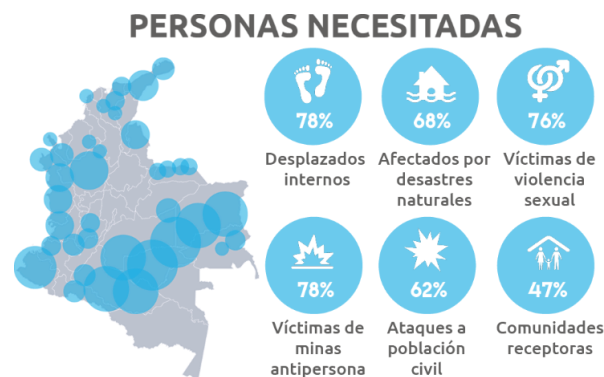 PERSONAS NECESITADAS
78%
Desplazados
internos
68%
Afectados por
desastres
naturales
76%
Víctimas de
violencia
sexual
78%
Víctimas de
minas
antipersona
62%
Ataques a
población
civil
47%
Comunidades
receptoras